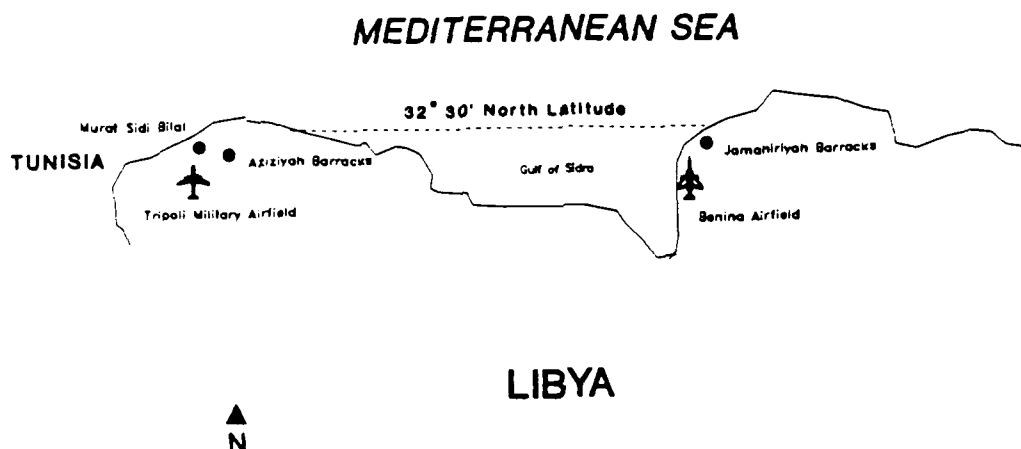 MEDITERRANEAN SEA
32° 30' North Latitude
Murat Sidi Bilal
TUNISIA
Aziziyah Barracks
Gulf of Sidra
Jamahiriyah Barracks
Tripoli Military Airfield
Benina Airfield
LIBYA
N